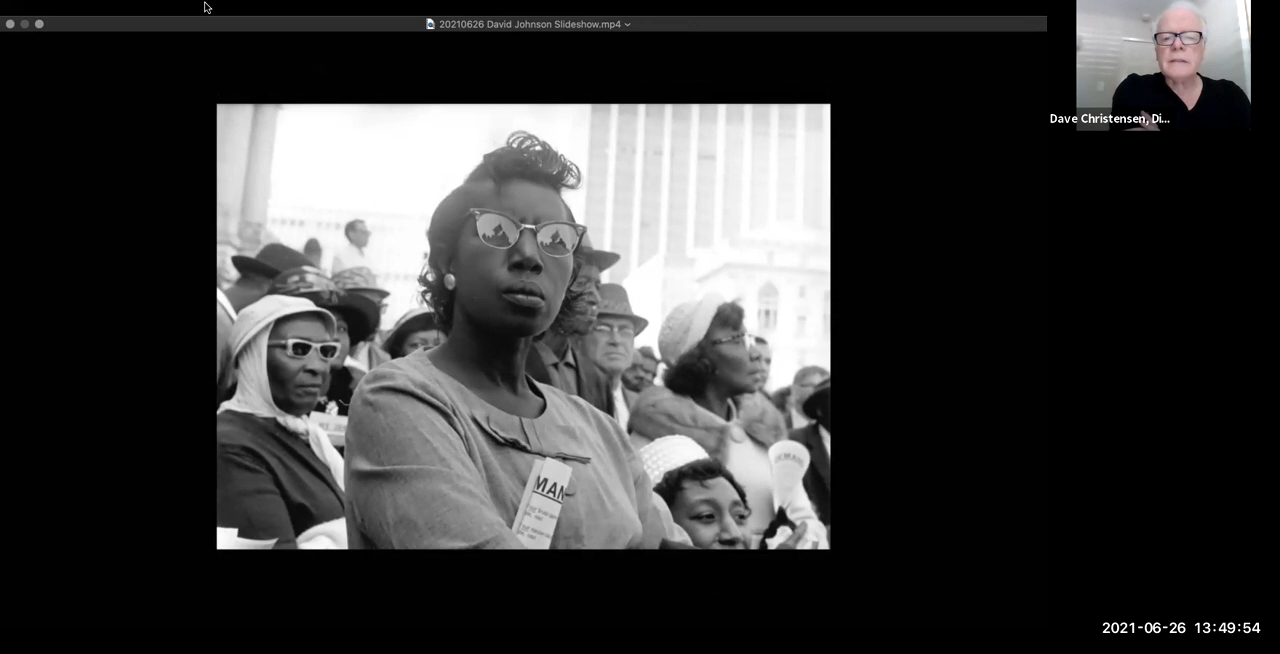 20210626 David Johnson Slideshow.mp4
Dave Christensen, Di...
MAN
2021-06-26 13:49:54